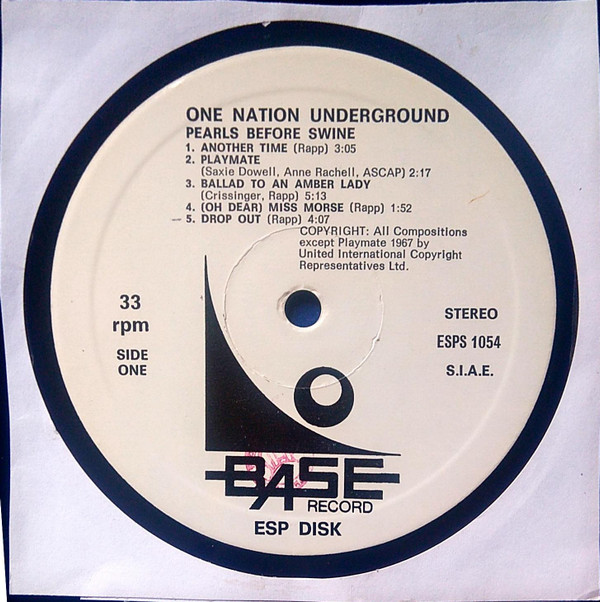 ONE NATION UNDERGROUND
PEARLS BEFORE SWINE
1. ANOTHER TIME (Rapp) 3:05
2. PLAYMATE
(Saxie Dowell, Anne Rachell, ASCAP) 2:17
3. BALLAD TO AN AMBER LADY
(Crissinger, Rapp) 5:13
4. (OH DEAR) MISS MORSE (Rapp) 1:52
5. DROP OUT (Rapp) 4:07
COPYRIGHT: All Compositions
except Playmate 1967 by
United International Copyright
Representatives Ltd.
33
rpm
SIDE
ONE
STEREO
ESPS 1054
S.I.A.E.
BASE
RECORD
ESP DISK